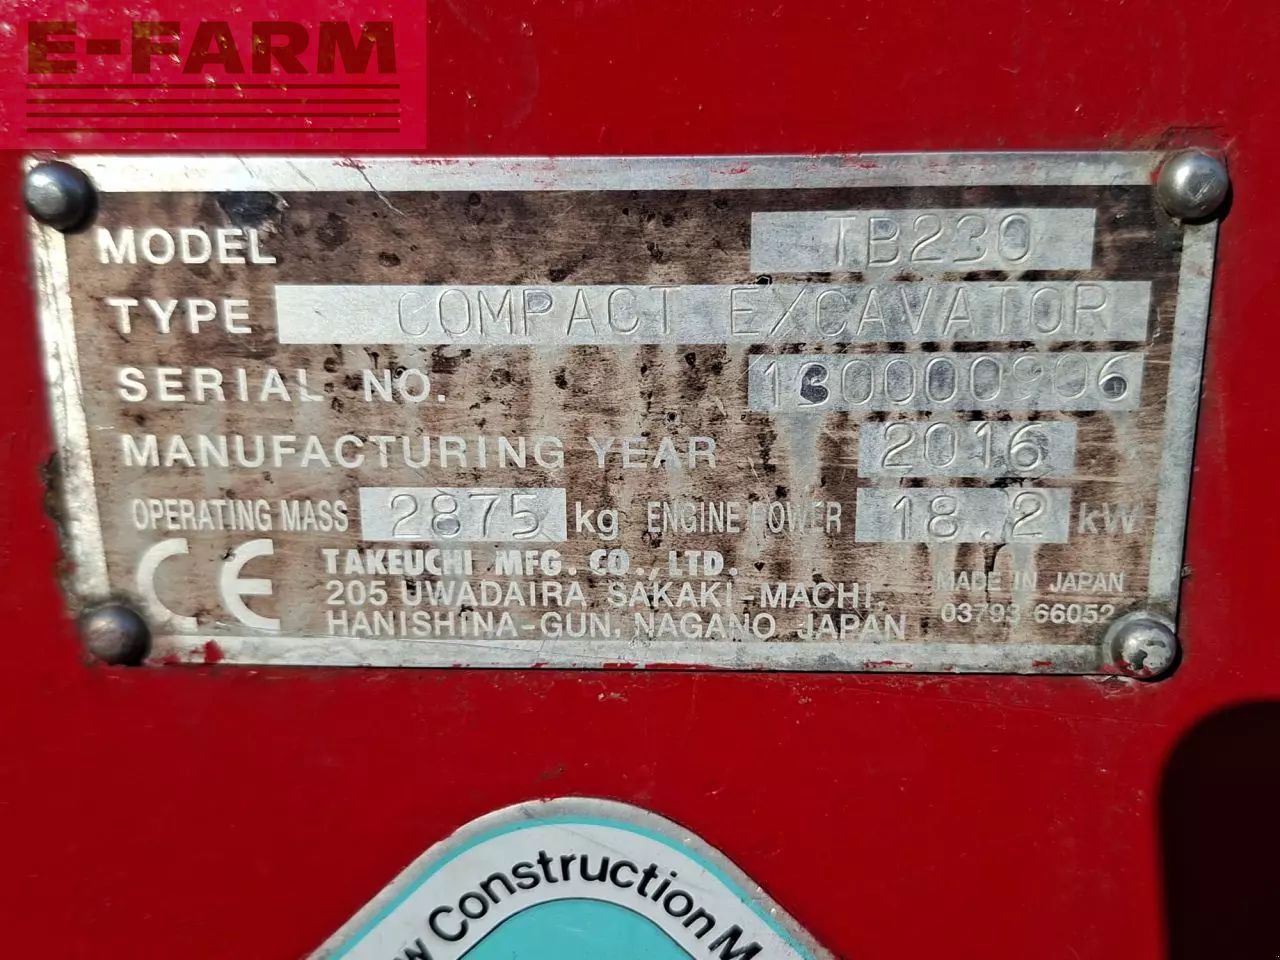 E-FARM
MODEL TB230
TYPE COMPACT EXCAVATOR
SERIAL NO. 130000906
MANUFACTURING YEAR 2016
OPERATING MASS 2875 kg ENGINE POWER 18.2 kW
CE TAKEUCHI MFG. CO., LTD.
205 UWADAIRA SAKAKI-MACHI, MADE IN JAPAN
HANISHINA-GUN, NAGANO JAPAN 03793 66052
Construction